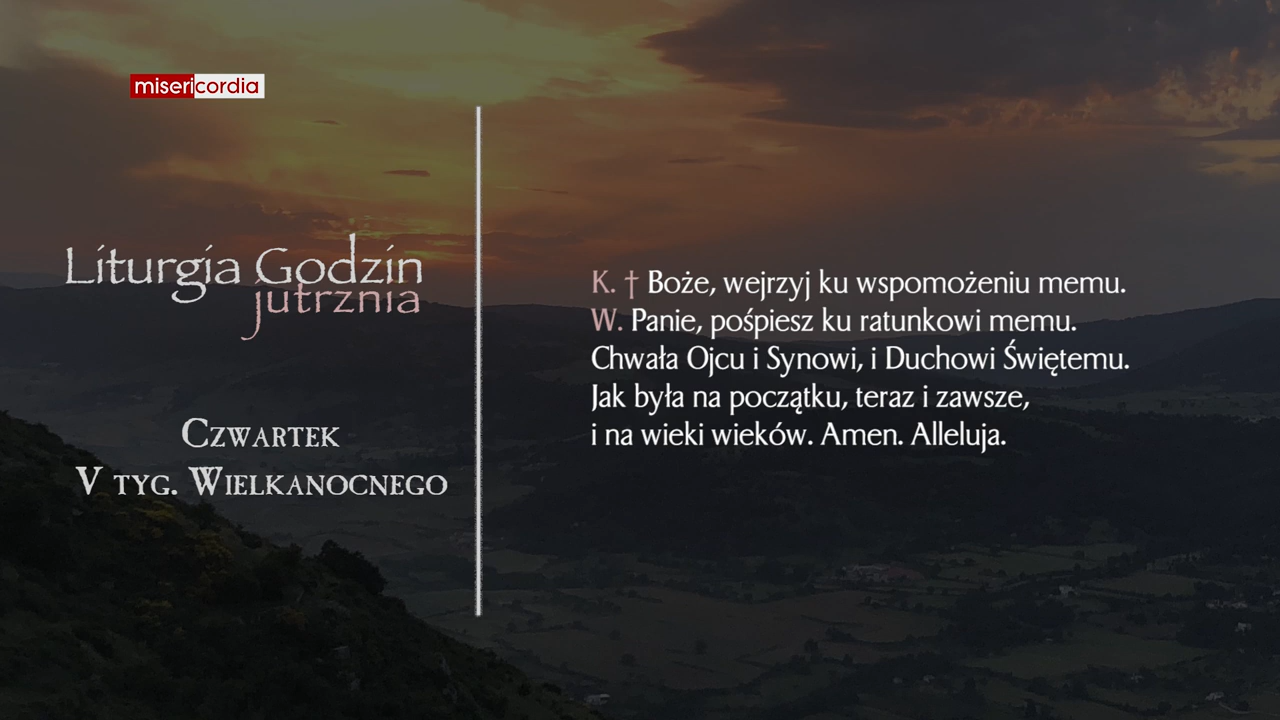 misericordia
Liturgia Godzin
jutrznia
Czwartek
V tyg. Wielkanocnego
K. † Boże, wejrzyj ku wspomożeniu memu.
W. Panie, pośpiesz ku ratunkowi memu.
Chwała Ojcu i Synowi, i Duchowi Świętemu.
Jak była na początku, teraz i zawsze,
i na wieki wieków. Amen. Alleluja.